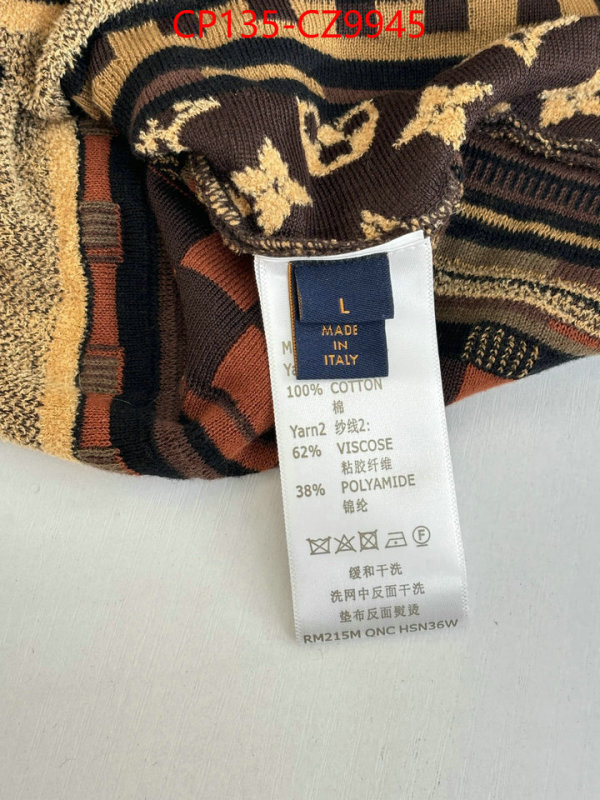 CP135-CZ9945
L
MADE
IN
ITALY
100% COTTON
棉
Yarn2 纱线2:
62% VISCOSE
粘胶纤维
38% POLYAMIDE
锦纶
F
缓和干洗
洗网中反面干洗
垫布反面熨烫
RM215M QNC HSN36W